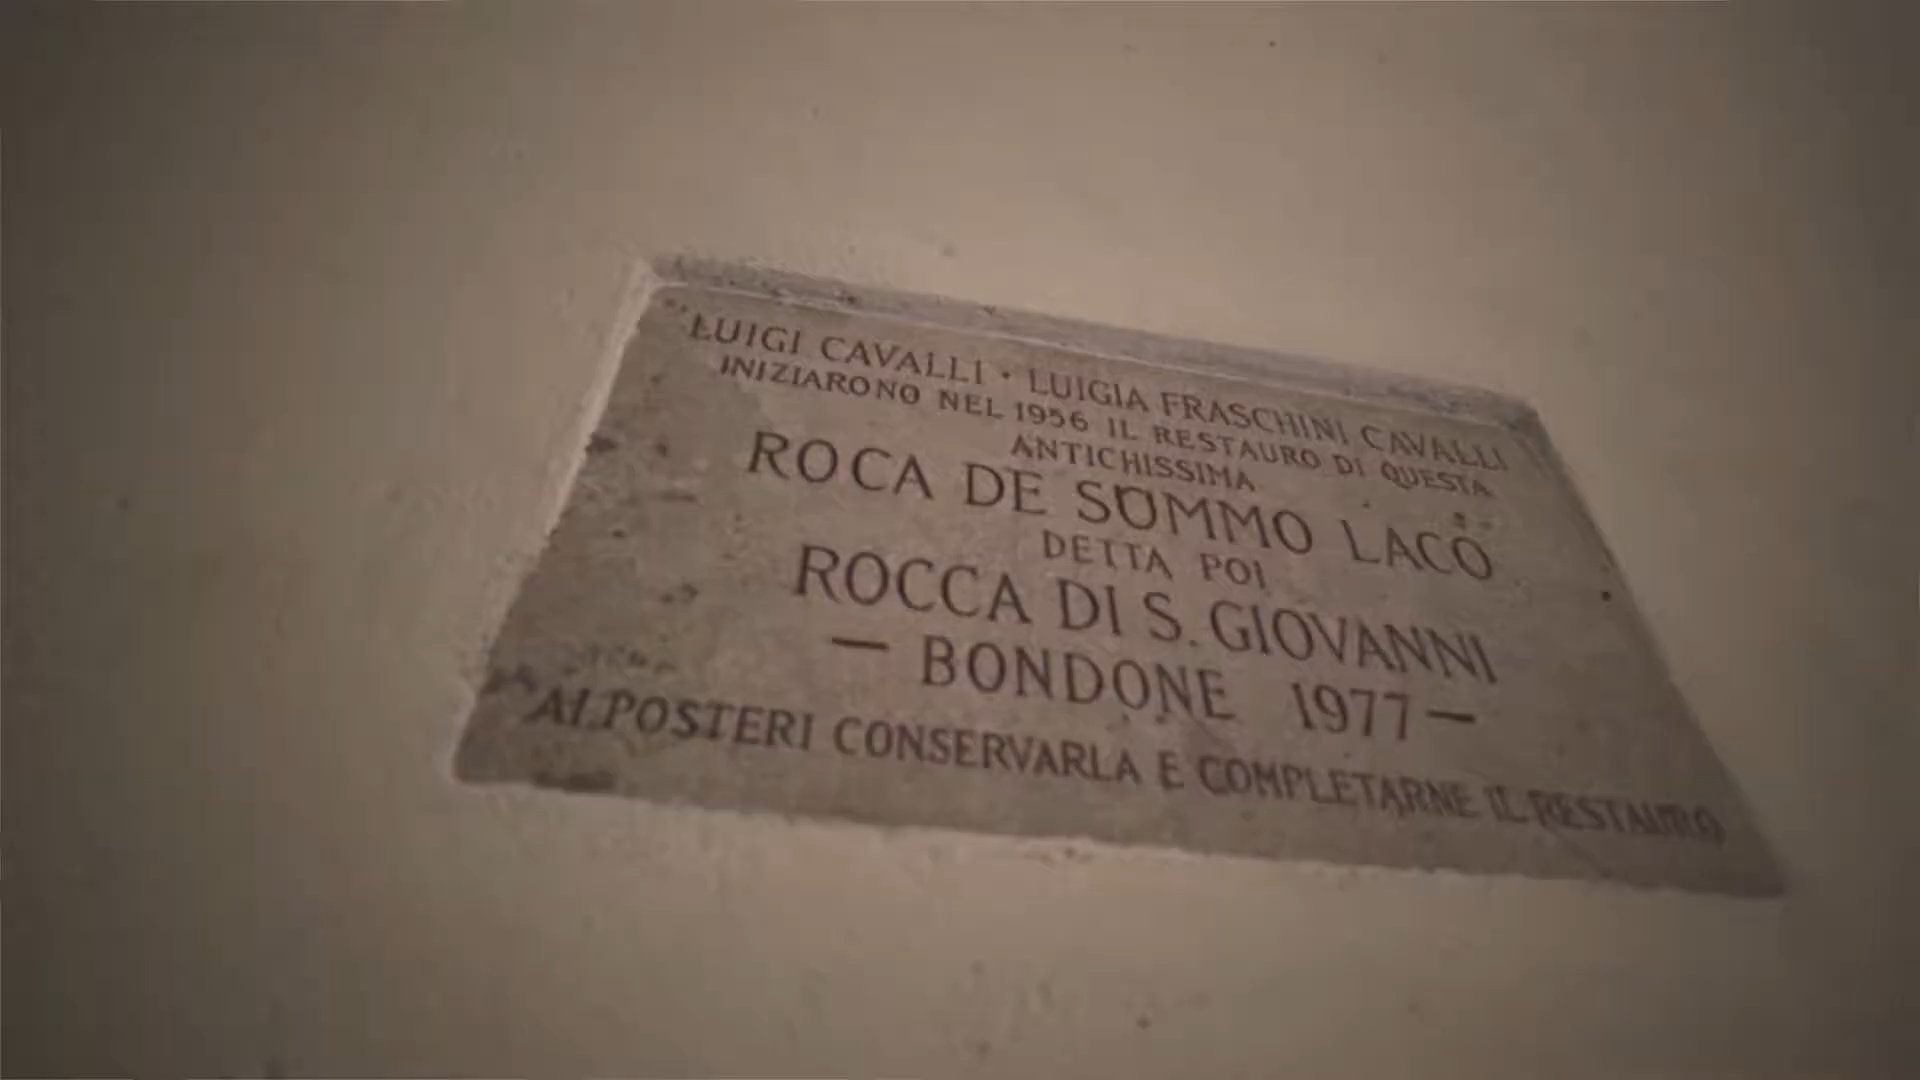 LUIGI CAVALLI · LUIGIA FRASCHINI CAVALLI
INIZIARONO NEL 1956 IL RESTAURO DI QUESTA
ANTICHISSIMA
ROCA DE SOMMO LACO
DETTA POI
ROCCA DI S. GIOVANNI
— BONDONE 1977 —
AI POSTERI CONSERVARLA E COMPLETARNE IL RESTAURO